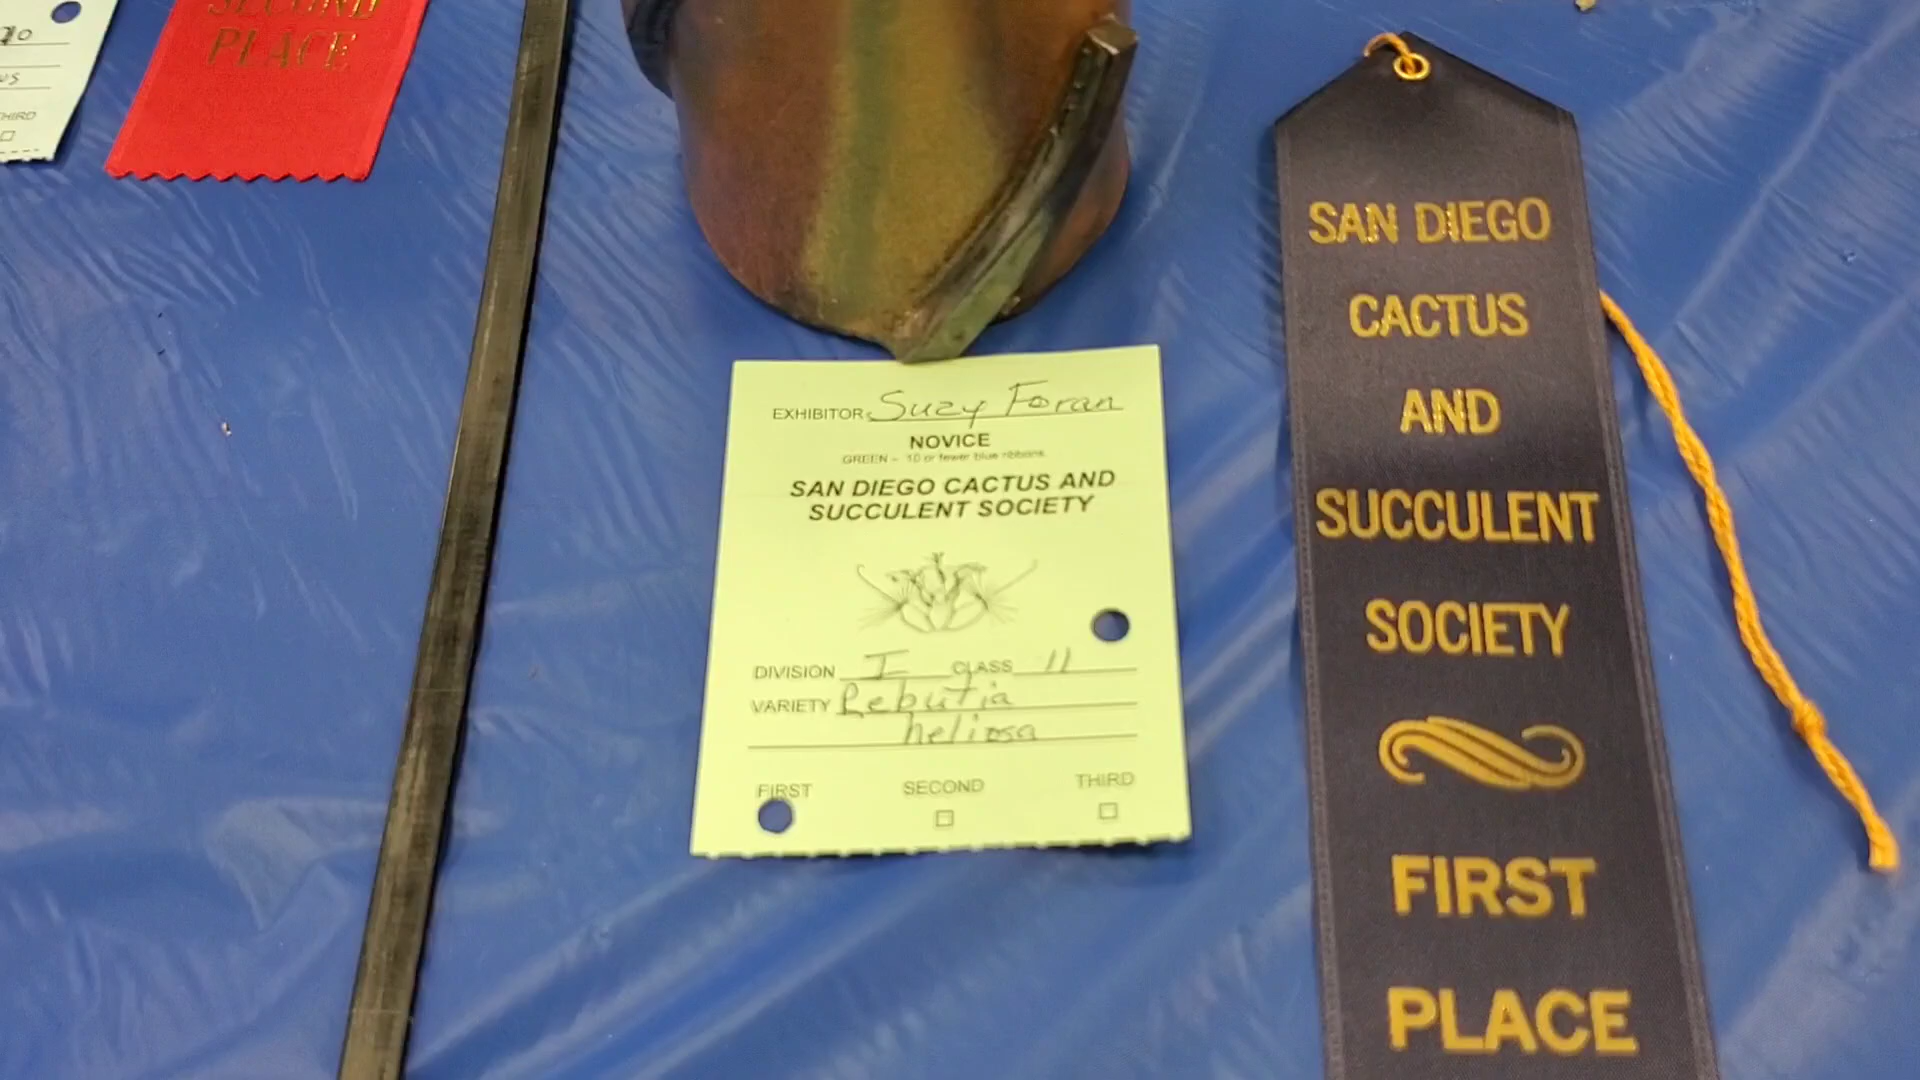 SECOND
PLACE
THIRD
EXHIBITOR Suzy Foran
NOVICE
GREEN - 10 or fewer blue ribbons
SAN DIEGO CACTUS AND
SUCCULENT SOCIETY
DIVISION I CLASS 11
VARIETY Rebutia
heliosa
FIRST SECOND THIRD
SAN DIEGO
CACTUS
AND
SUCCULENT
SOCIETY
FIRST
PLACE